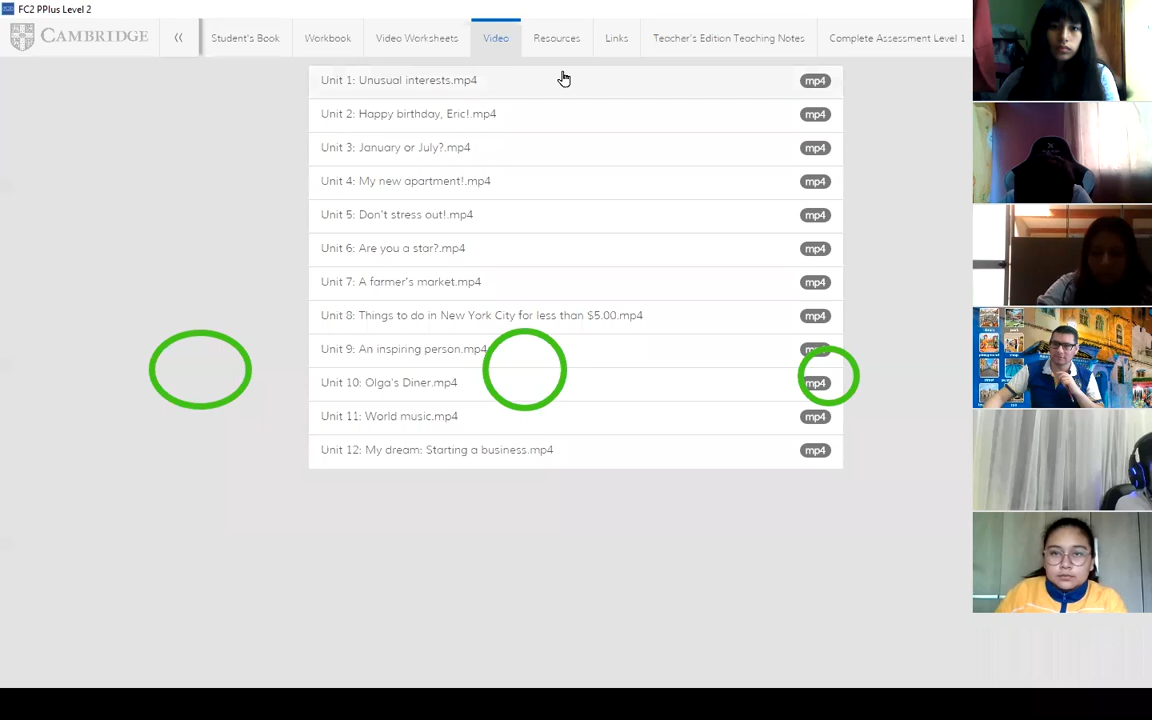 FC2 PPlus Level 2
CAMBRIDGE
Student's Book
Workbook
Video Worksheets
Video
Resources
Links
Teacher's Edition Teaching Notes
Complete Assessment Level 1
Unit 1: Unusual interests.mp4 mp4
Unit 2: Happy birthday, Eric!.mp4 mp4
Unit 3: January or July?.mp4 mp4
Unit 4: My new apartment!.mp4 mp4
Unit 5: Don't stress out!.mp4 mp4
Unit 6: Are you a star?.mp4 mp4
Unit 7: A farmer's market.mp4 mp4
Unit 8: Things to do in New York City for less than $5.00.mp4 mp4
Unit 9: An inspiring person.mp4 mp4
Unit 10: Olga's Diner.mp4 mp4
Unit 11: World music.mp4 mp4
Unit 12: My dream: Starting a business.mp4 mp4